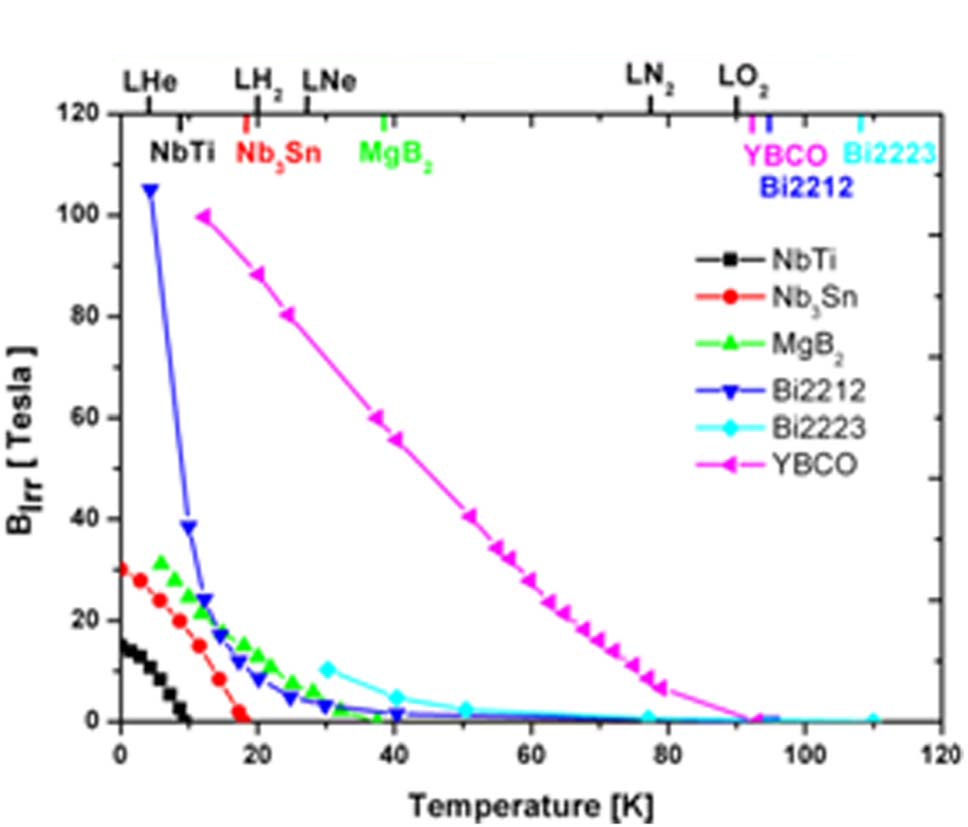 LHe LH₂ LNe LN₂ LO₂
NbTi Nb₃Sn MgB₂ YBCO Bi2223
Bi2212
120
100
80
60
40
20
0
B_Irr [ Tesla ]
NbTi
Nb₃Sn
MgB₂
Bi2212
Bi2223
YBCO
0 20 40 60 80 100 120
Temperature [K]